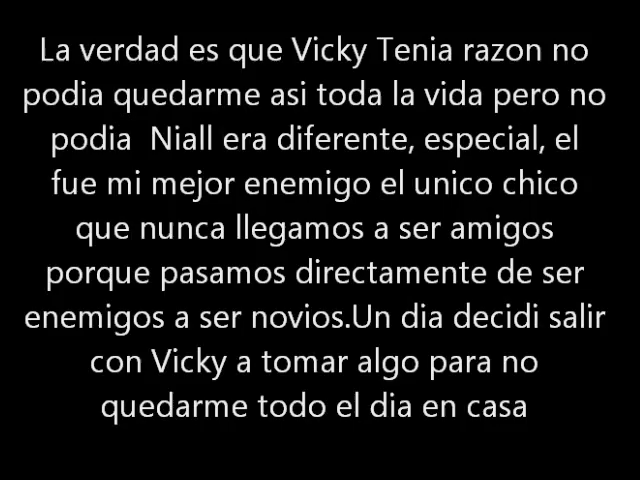 La verdad es que Vicky Tenia razon no
podia quedarme asi toda la vida pero no
podia  Niall era diferente, especial, el
fue mi mejor enemigo el unico chico
que nunca llegamos a ser amigos
porque pasamos directamente de ser
enemigos a ser novios.Un dia decidi salir
con Vicky a tomar algo para no
quedarme todo el dia en casa